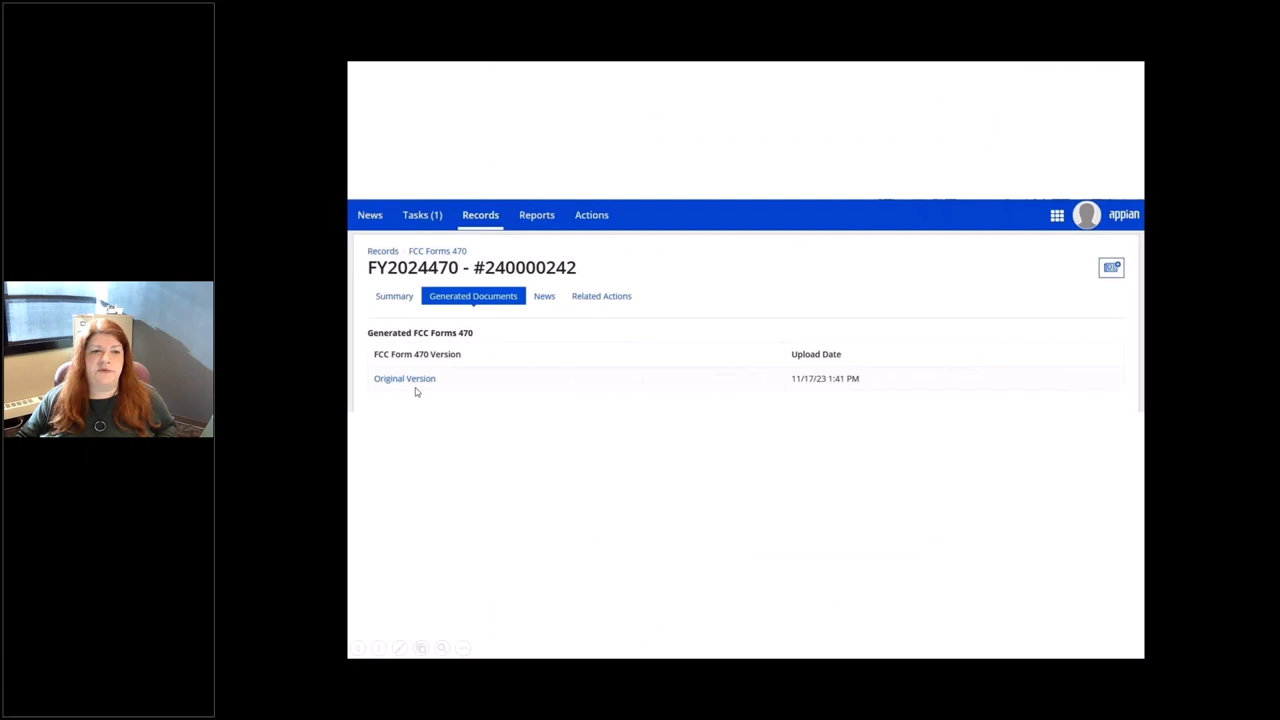 News Tasks (1) Records Reports Actions appian
Records FCC Forms 470
FY2024470 - #240000242
Summary Generated Documents News Related Actions
Generated FCC Forms 470
FCC Form 470 Version Upload Date
Original Version 11/17/23 1:41 PM